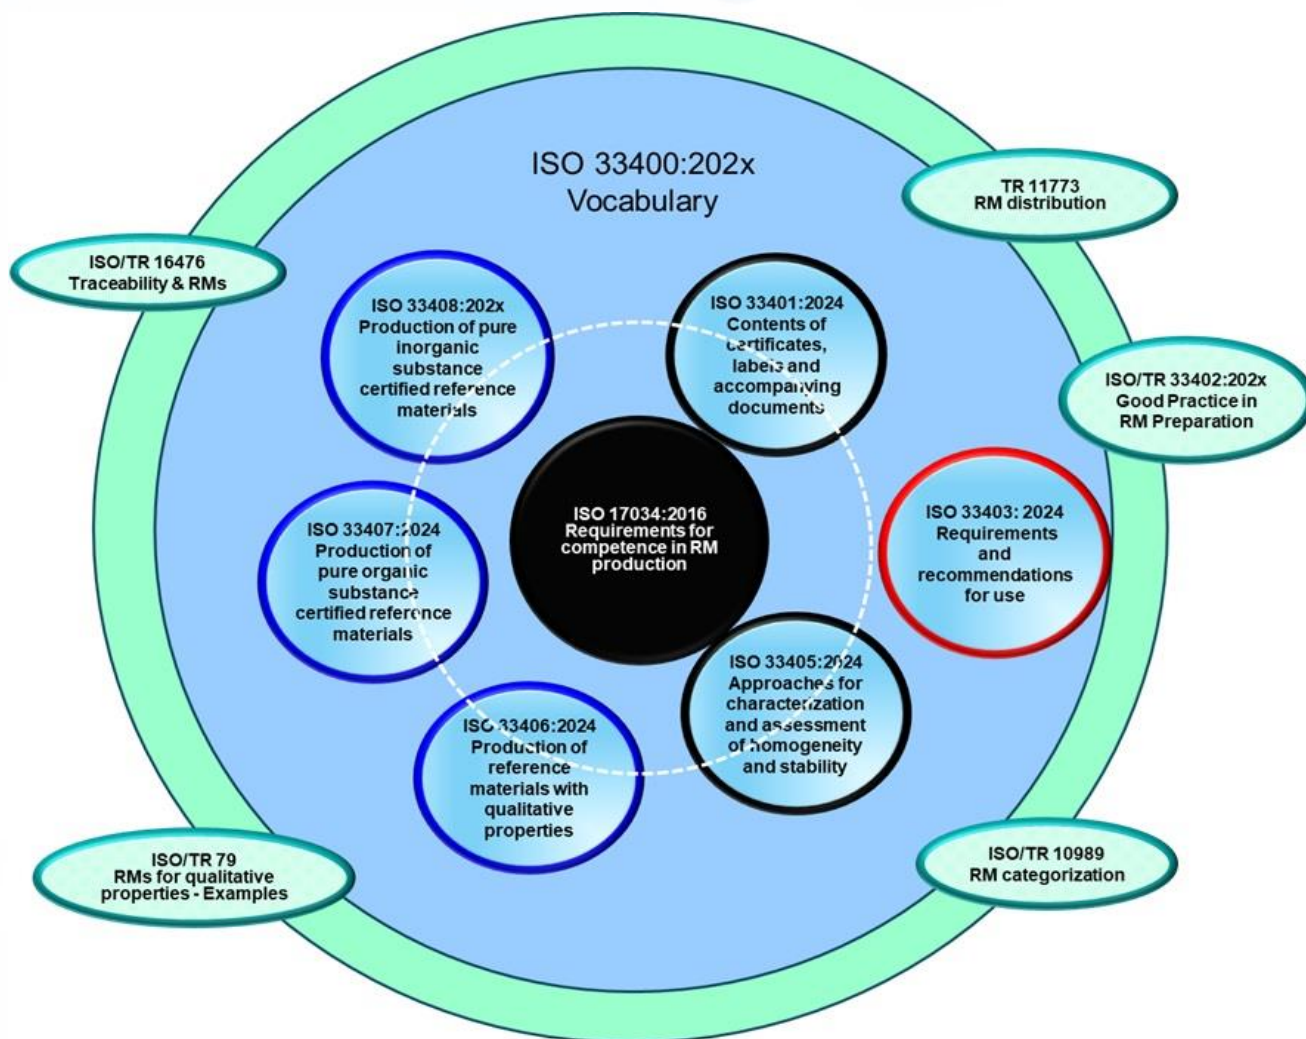 ISO 33400:202x
Vocabulary
TR 11773
RM distribution
ISO/TR 16476
Traceability & RMs
ISO 33408:202x
Production of pure
inorganic
substance
certified reference
materials
ISO 33401:2024
Contents of
certificates,
labels and
accompanying
documents
ISO/TR 33402:202x
Good Practice in
RM Preparation
ISO 17034:2016
Requirements for
competence in RM
production
ISO 33403: 2024
Requirements and
recommendations
for use
ISO 33407:2024
Production of
pure organic
substance
certified reference
materials
ISO 33405:2024
Approaches for
characterization
and assessment
of homogeneity
and stability
ISO 33406:2024
Production of
reference
materials with
qualitative
properties
ISO/TR 79
RMs for qualitative
properties - Examples
ISO/TR 10989
RM categorization